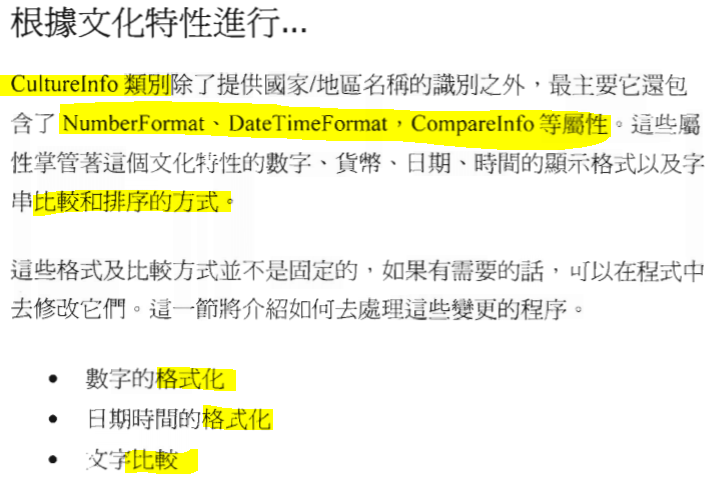 根據文化特性進行...
CultureInfo 類別除了提供國家/地區名稱的識別之外，最主要它還包
含了 NumberFormat、DateTimeFormat，CompareInfo 等屬性。這些屬
性掌管著這個文化特性的數字、貨幣、日期、時間的顯示格式以及字
串比較和排序的方式。
這些格式及比較方式並不是固定的，如果有需要的話，可以在程式中
去修改它們。這一節將介紹如何去處理這些變更的程序。
• 數字的格式化
• 日期時間的格式化
• 文字比較